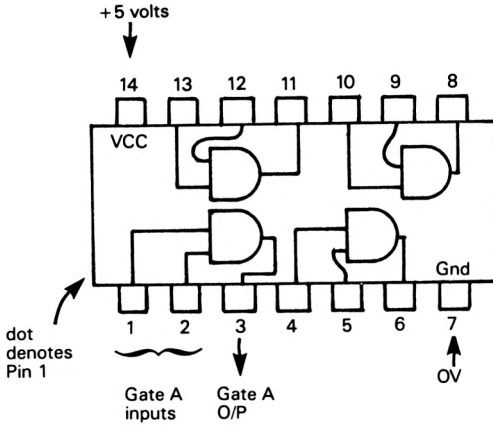 +5 volts
14 13 12 11 10 9 8
VCC
Gnd
1 2 3 4 5 6 7
dot
denotes
Pin 1
Gate A
inputs
Gate A
O/P
OV